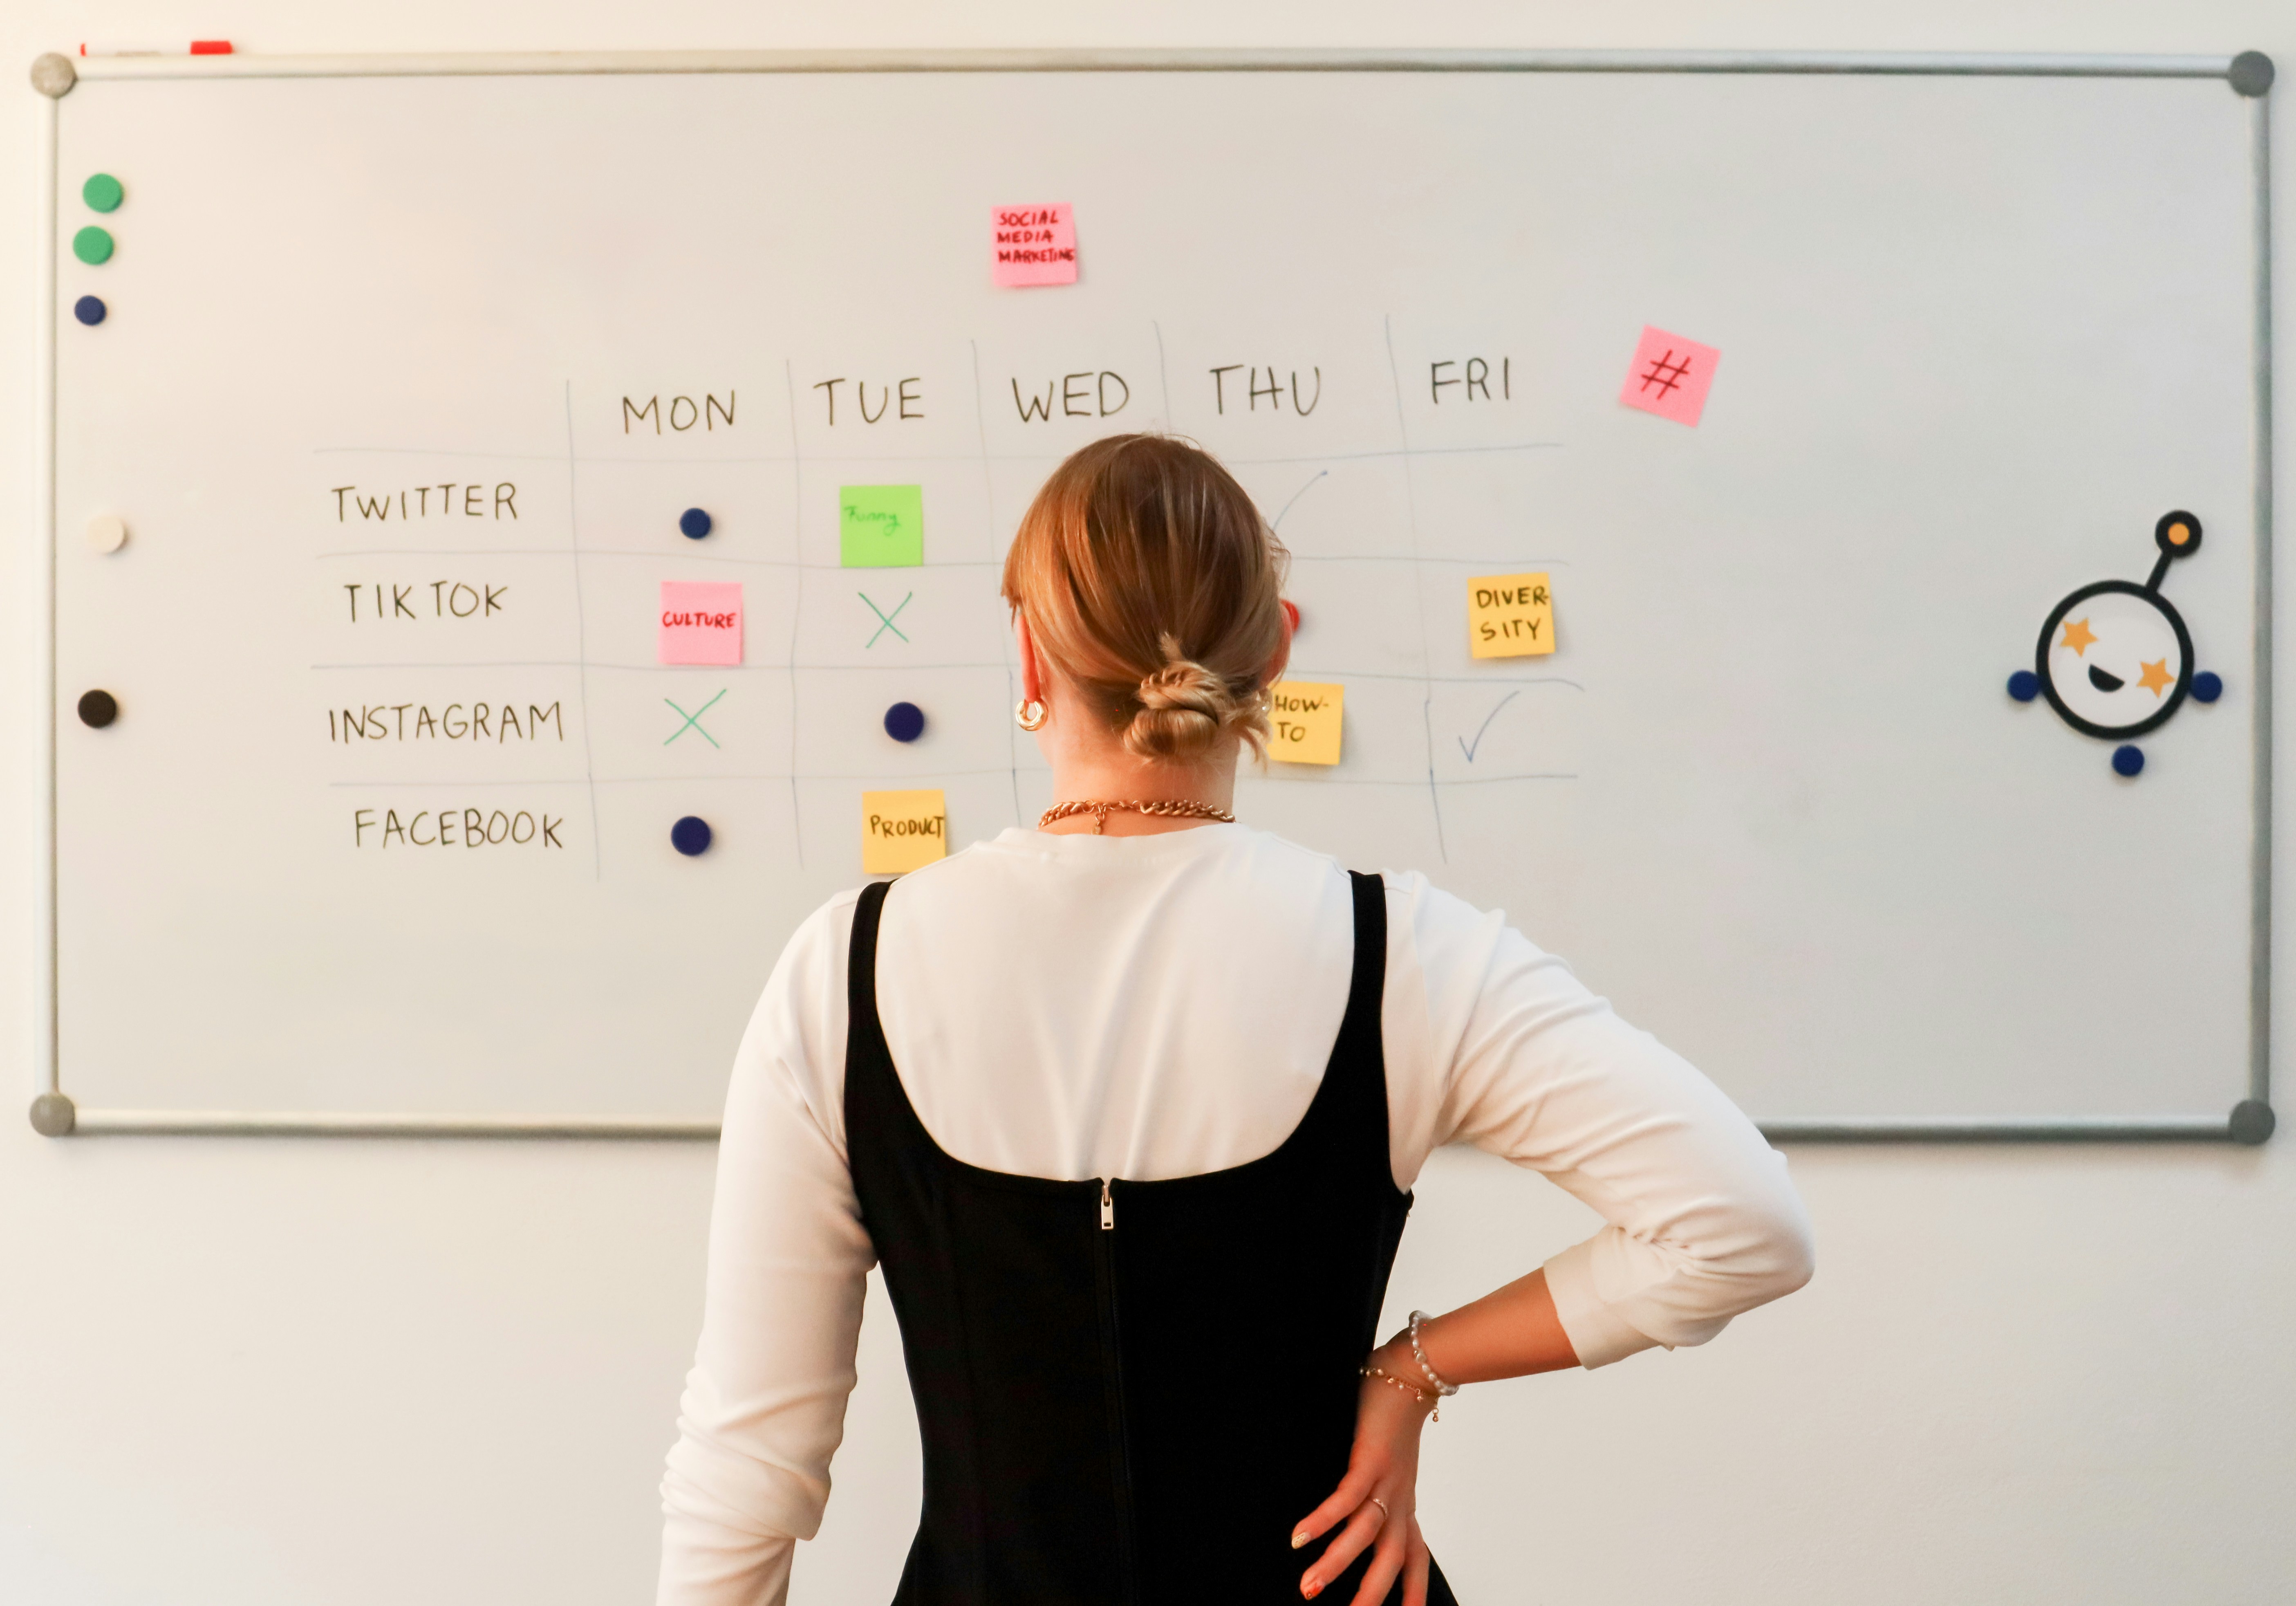 SOCIAL
MEDIA
MARKETING
#
MON TUE WED THU FRI
TWITTER Funny
TIKTOK CULTURE DIVER-
SITY
INSTAGRAM HOW-
TO
FACEBOOK PRODUCT